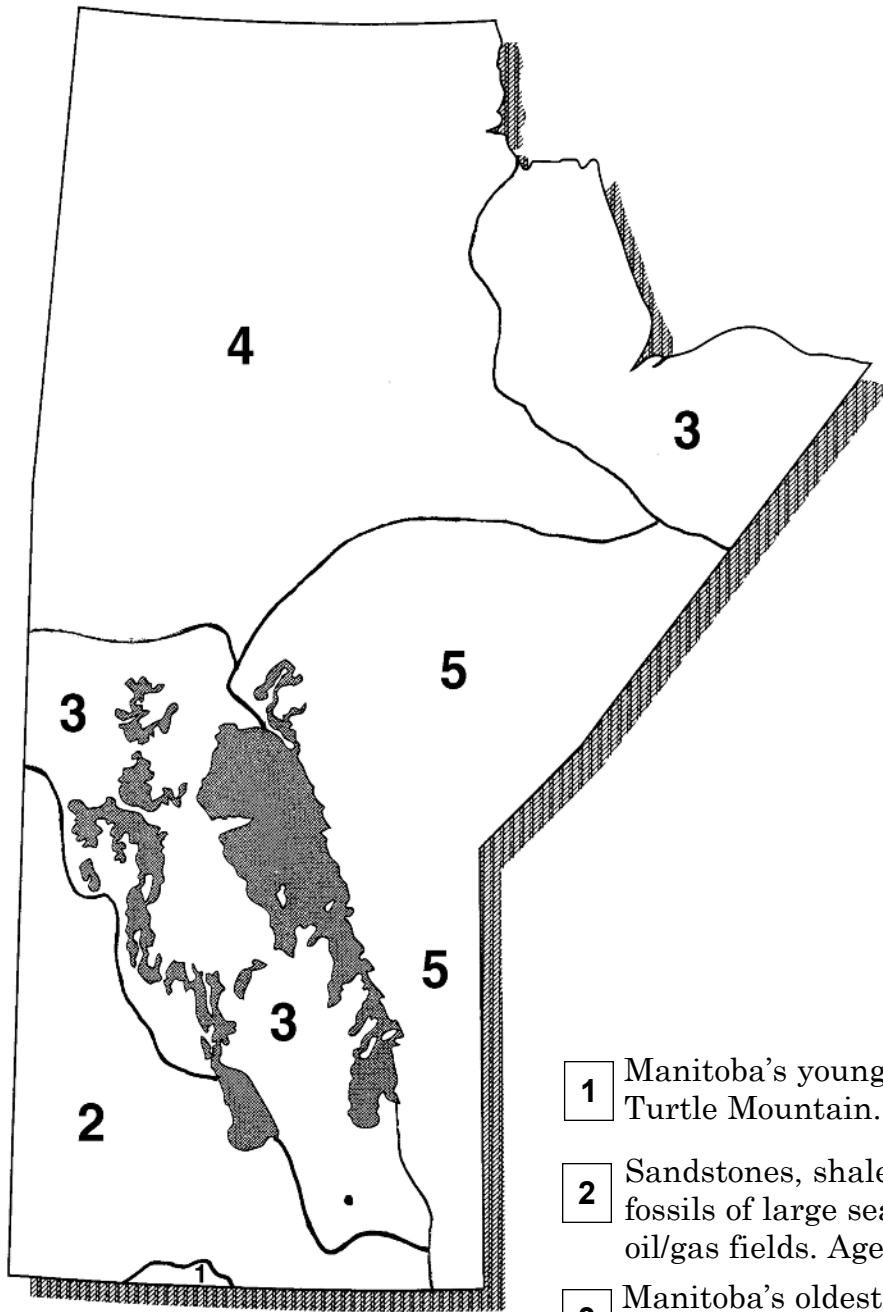 4
3
5
3
5
3
2
1
1 Manitoba's young
Turtle Mountain.
2 Sandstones, shale
fossils of large sea
oil/gas fields. Age
Manitoba's oldest